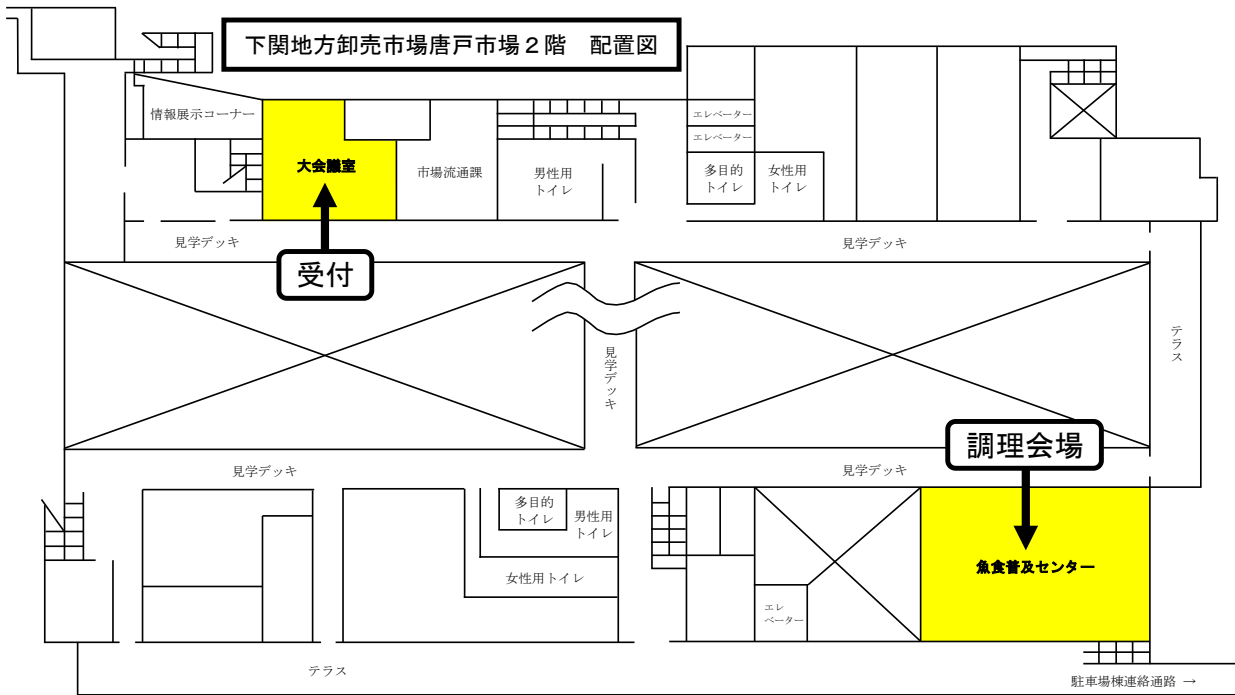 下関地方卸売市場唐戸市場２階　配置図
情報展示コーナー
大会議室
市場流通課
男性用
トイレ
エレベーター
エレベーター
多目的
トイレ
女性用
トイレ
見学デッキ
見学デッキ
受付
見学デッキ
テラス
調理会場
見学デッキ
見学デッキ
多目的
トイレ
男性用
トイレ
女性用トイレ
魚食普及センター
エレ
ベーター
テラス
駐車場棟連絡通路 →